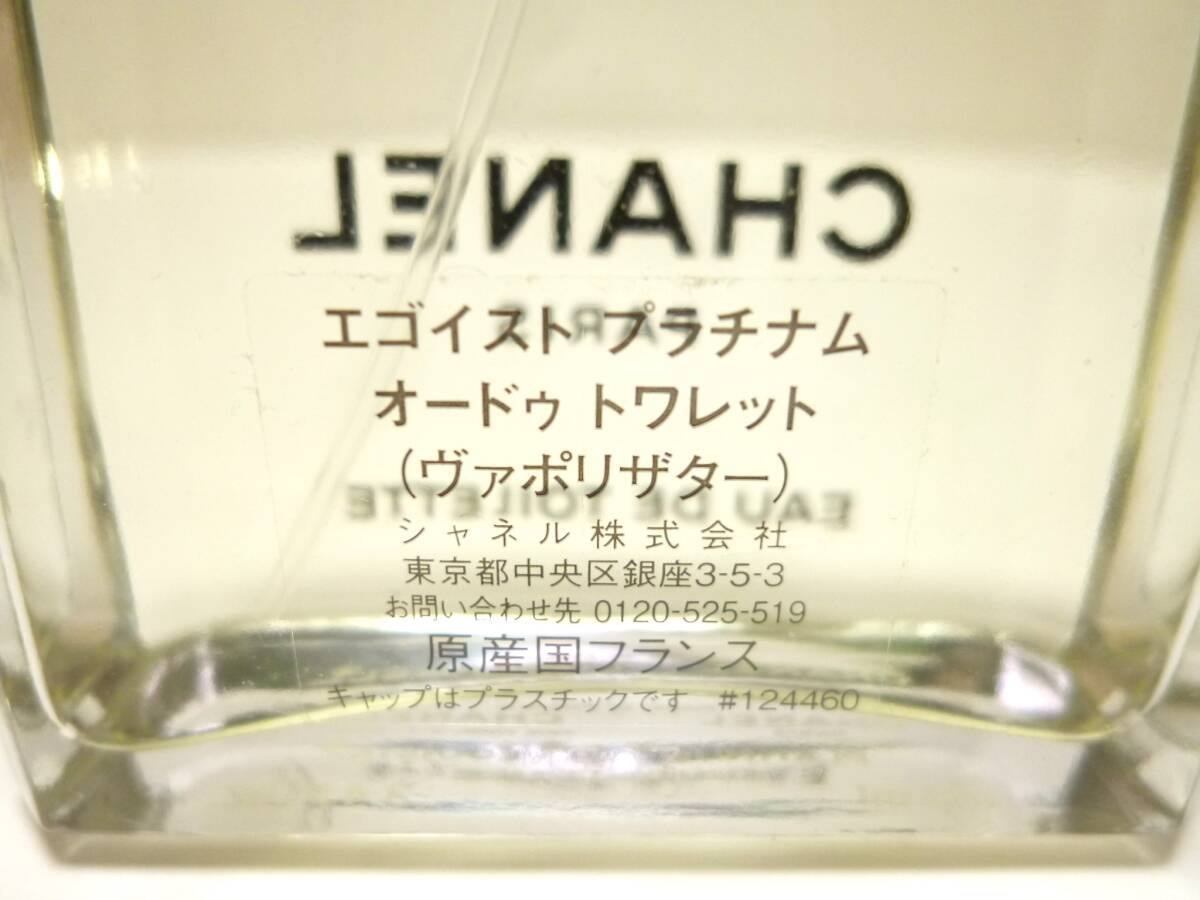 CHANEL
PARIS
エゴイスト プラチナム
オードゥ トワレット
(ヴァポリザター)
EAU DE TOILETTE
シャネル株式会社
東京都中央区銀座3-5-3
お問い合わせ先 0120-525-519
原産国フランス
キャップはプラスチックです #124460